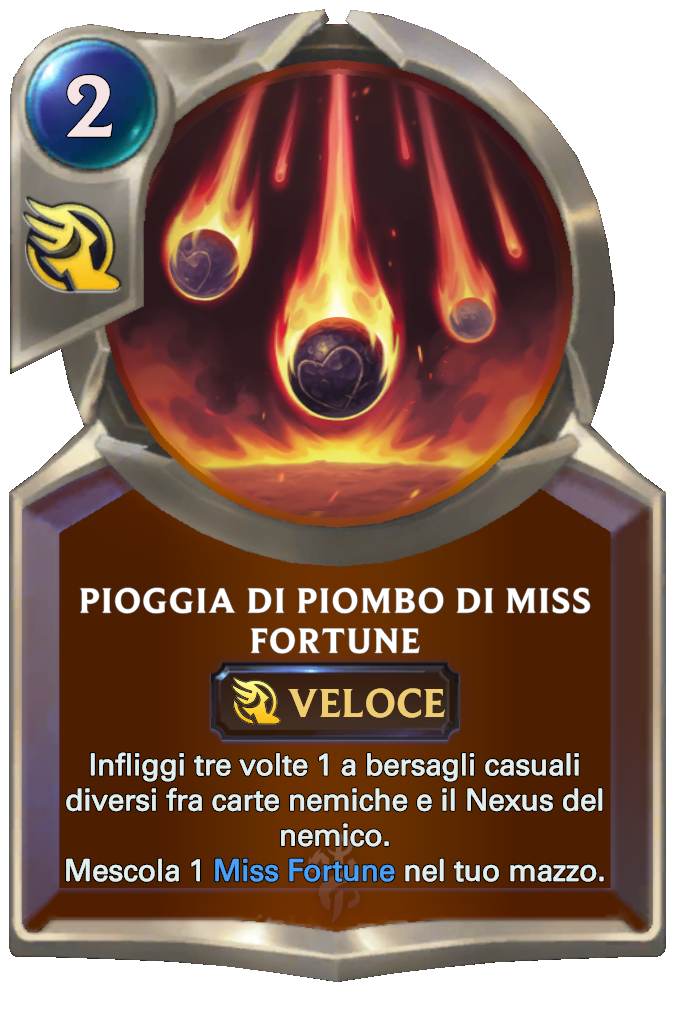 2
PIOGGIA DI PIOMBO DI MISS
FORTUNE
VELOCE
Infliggi tre volte 1 a bersagli casuali
diversi fra carte nemiche e il Nexus del
nemico.
Mescola 1 Miss Fortune nel tuo mazzo.